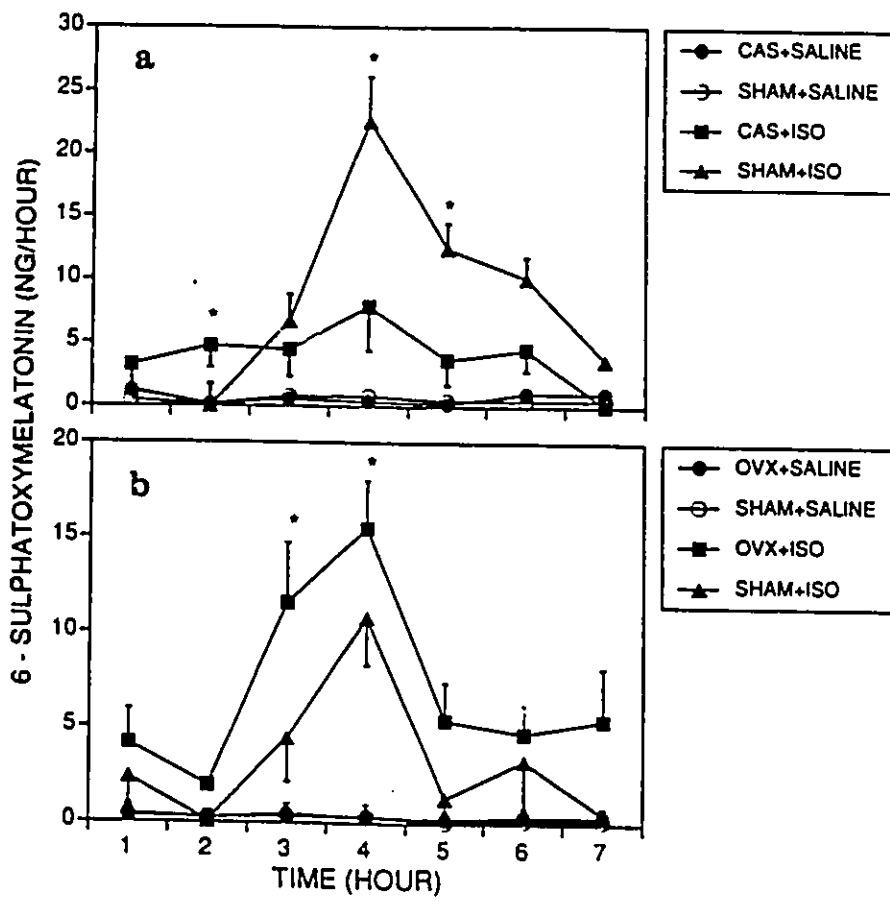 6 - SULPHATOXYMELATONIN (NG/HOUR)
30
25
20
15
10
5
0
a
*
*
*
CAS+SALINE
SHAM+SALINE
CAS+ISO
SHAM+ISO
20
15
10
5
0
b
*
*
OVX+SALINE
SHAM+SALINE
OVX+ISO
SHAM+ISO
1 2 3 4 5 6 7
TIME (HOUR)